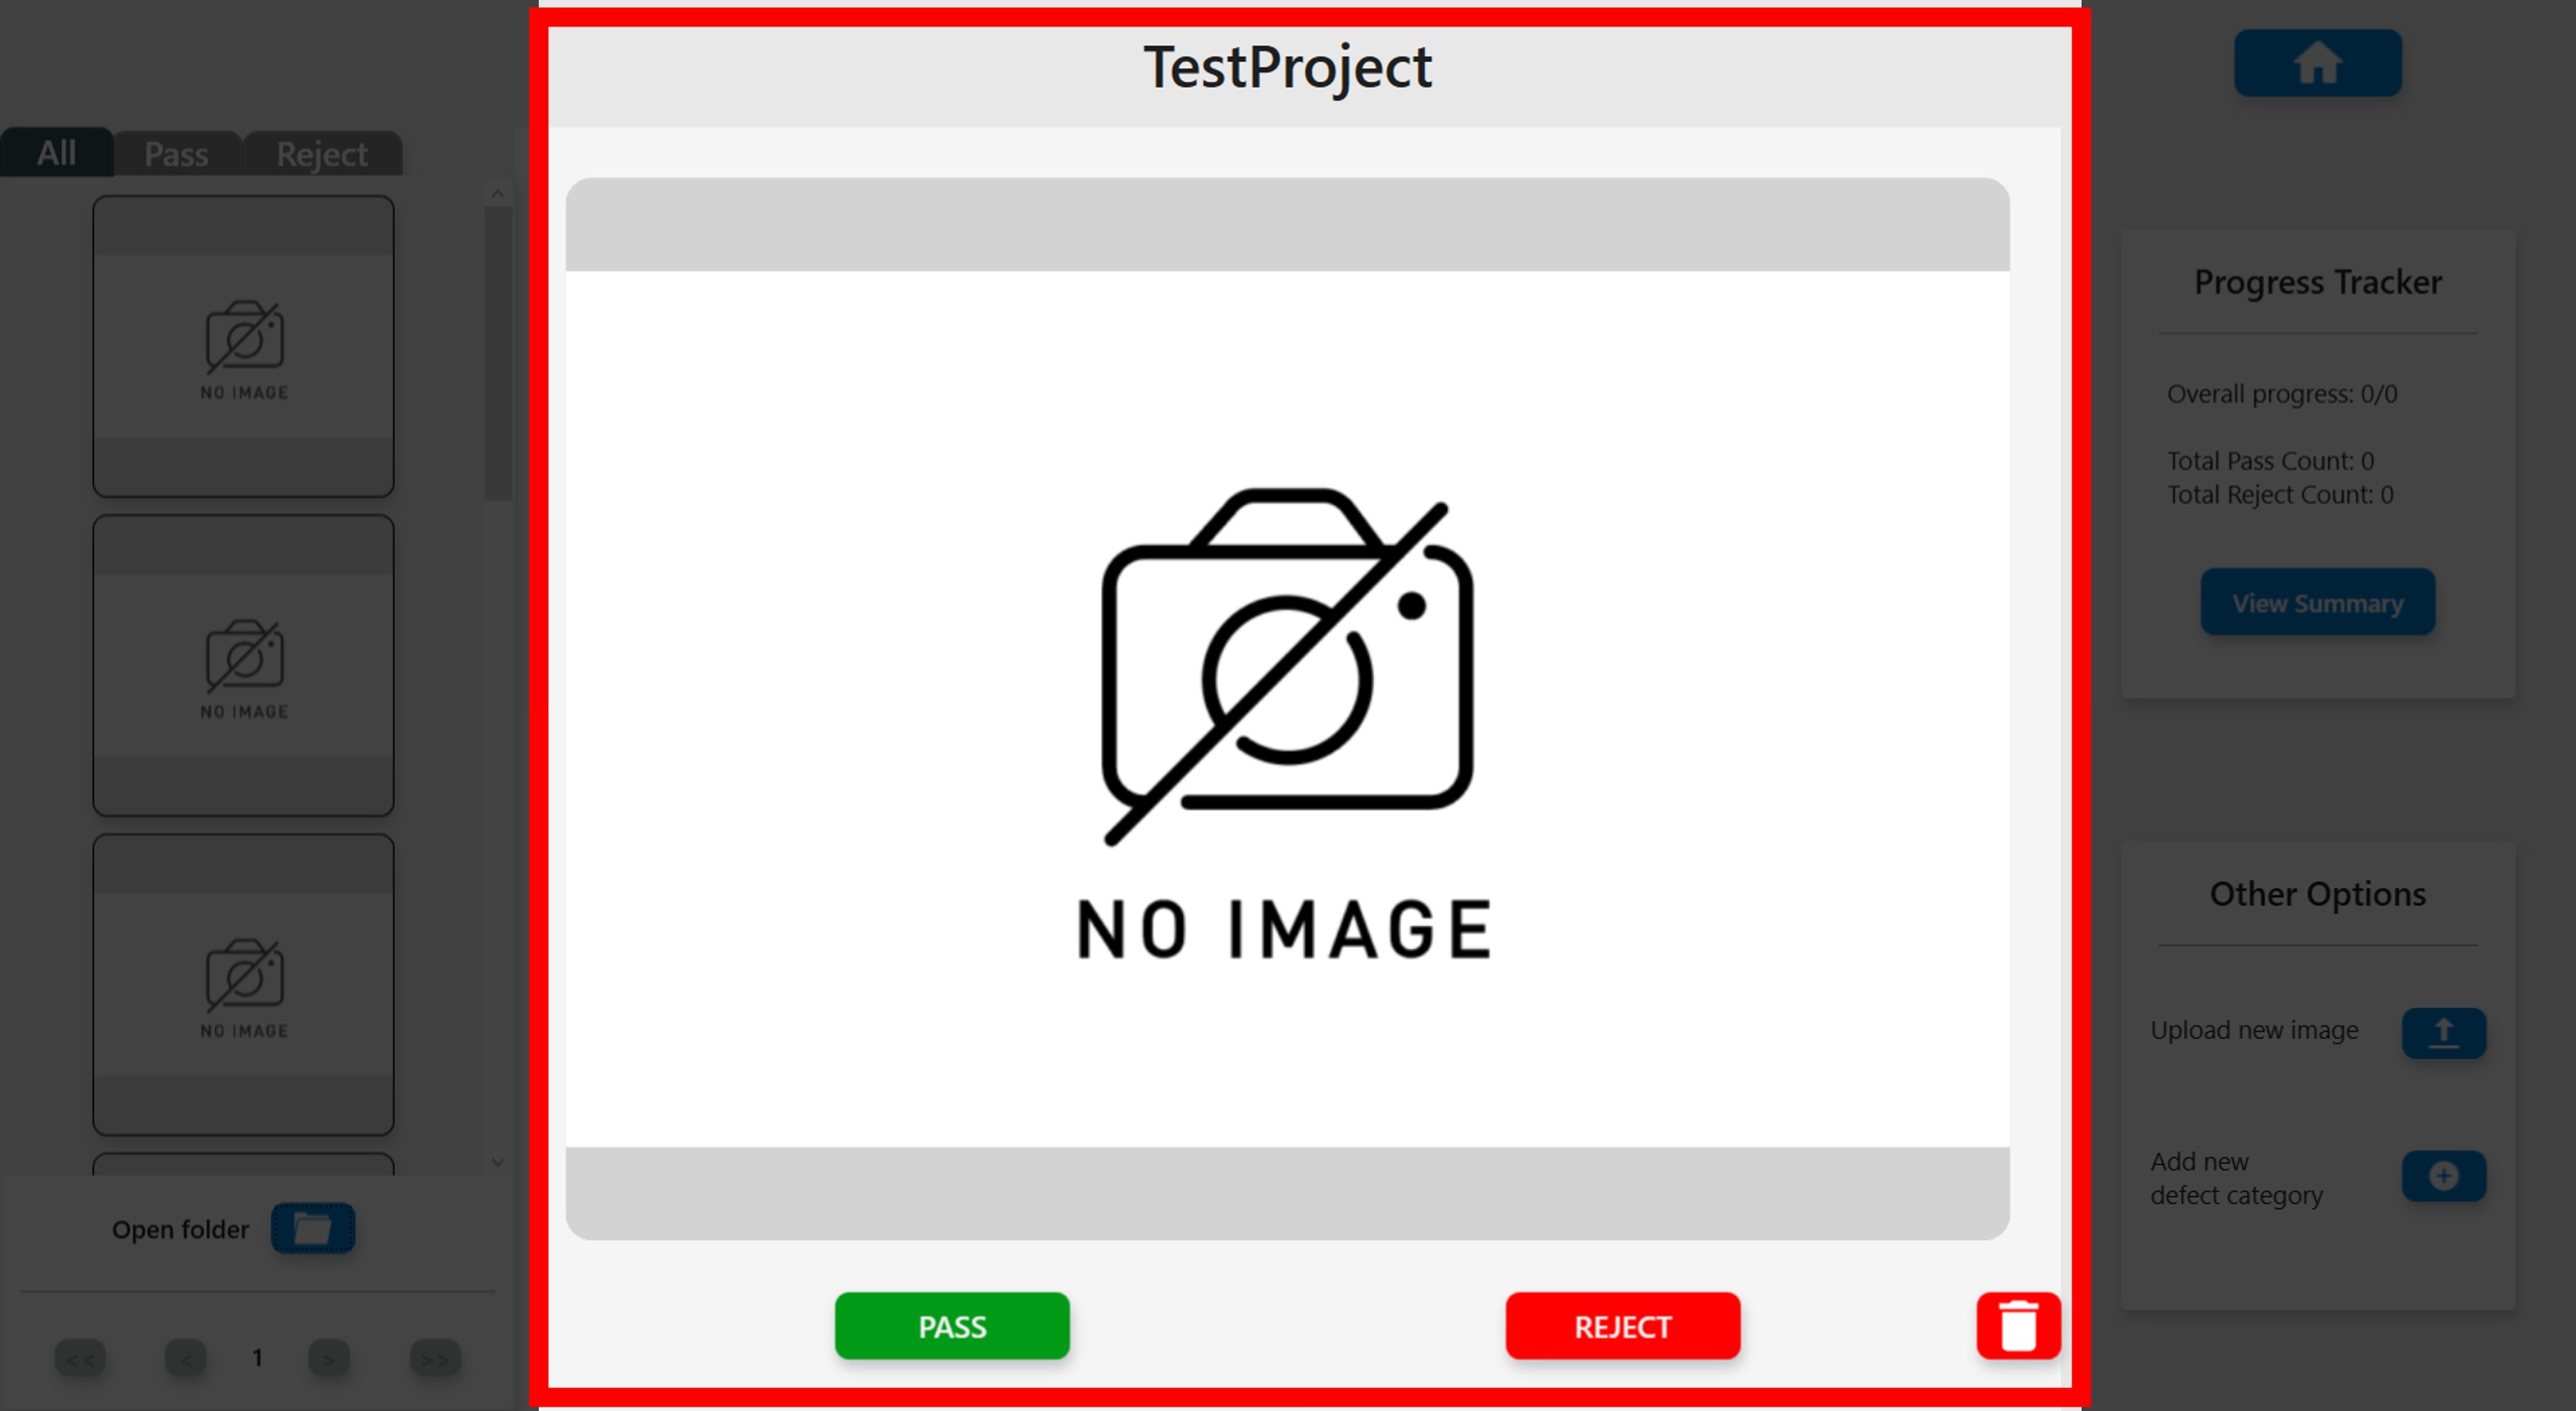 TestProject
All
Pass
Reject
NO IMAGE
NO IMAGE
NO IMAGE
Open folder
<< < 1 > >>
NO IMAGE
PASS
REJECT
Progress Tracker
Overall progress: 0/0
Total Pass Count: 0
Total Reject Count: 0
View Summary
Other Options
Upload new image
Add new
defect category